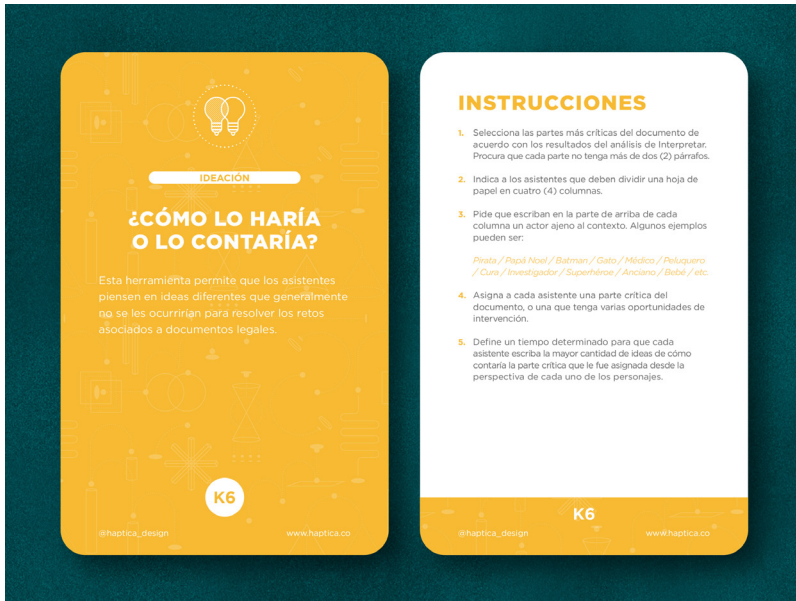 IDEACIÓN
¿CÓMO LO HARÍA
O LO CONTARÍA?
Esta herramienta permite que los asistentes
piensen en ideas diferentes que generalmente
no se les ocurrirían para resolver los retos
asociados a documentos legales.
K6
@haptica_design www.haptica.co
INSTRUCCIONES
1. Selecciona las partes más críticas del documento de
acuerdo con los resultados del análisis de Interpretar.
Procura que cada parte no tenga más de dos (2) párrafos.
2. Indica a los asistentes que deben dividir una hoja de
papel en cuatro (4) columnas.
3. Pide que escriban en la parte de arriba de cada
columna un actor ajeno al contexto. Algunos ejemplos
pueden ser:
Pirata / Papá Noel / Batman / Gato / Médico / Peluquero
/ Cura / Investigador / Superhéroe / Anciano / Bebé / etc.
4. Asigna a cada asistente una parte crítica del
documento, o una que tenga varias oportunidades de
intervención.
5. Define un tiempo determinado para que cada
asistente escriba la mayor cantidad de ideas de cómo
contaría la parte crítica que le fue asignada desde la
perspectiva de cada uno de los personajes.
K6
@haptica_design www.haptica.co